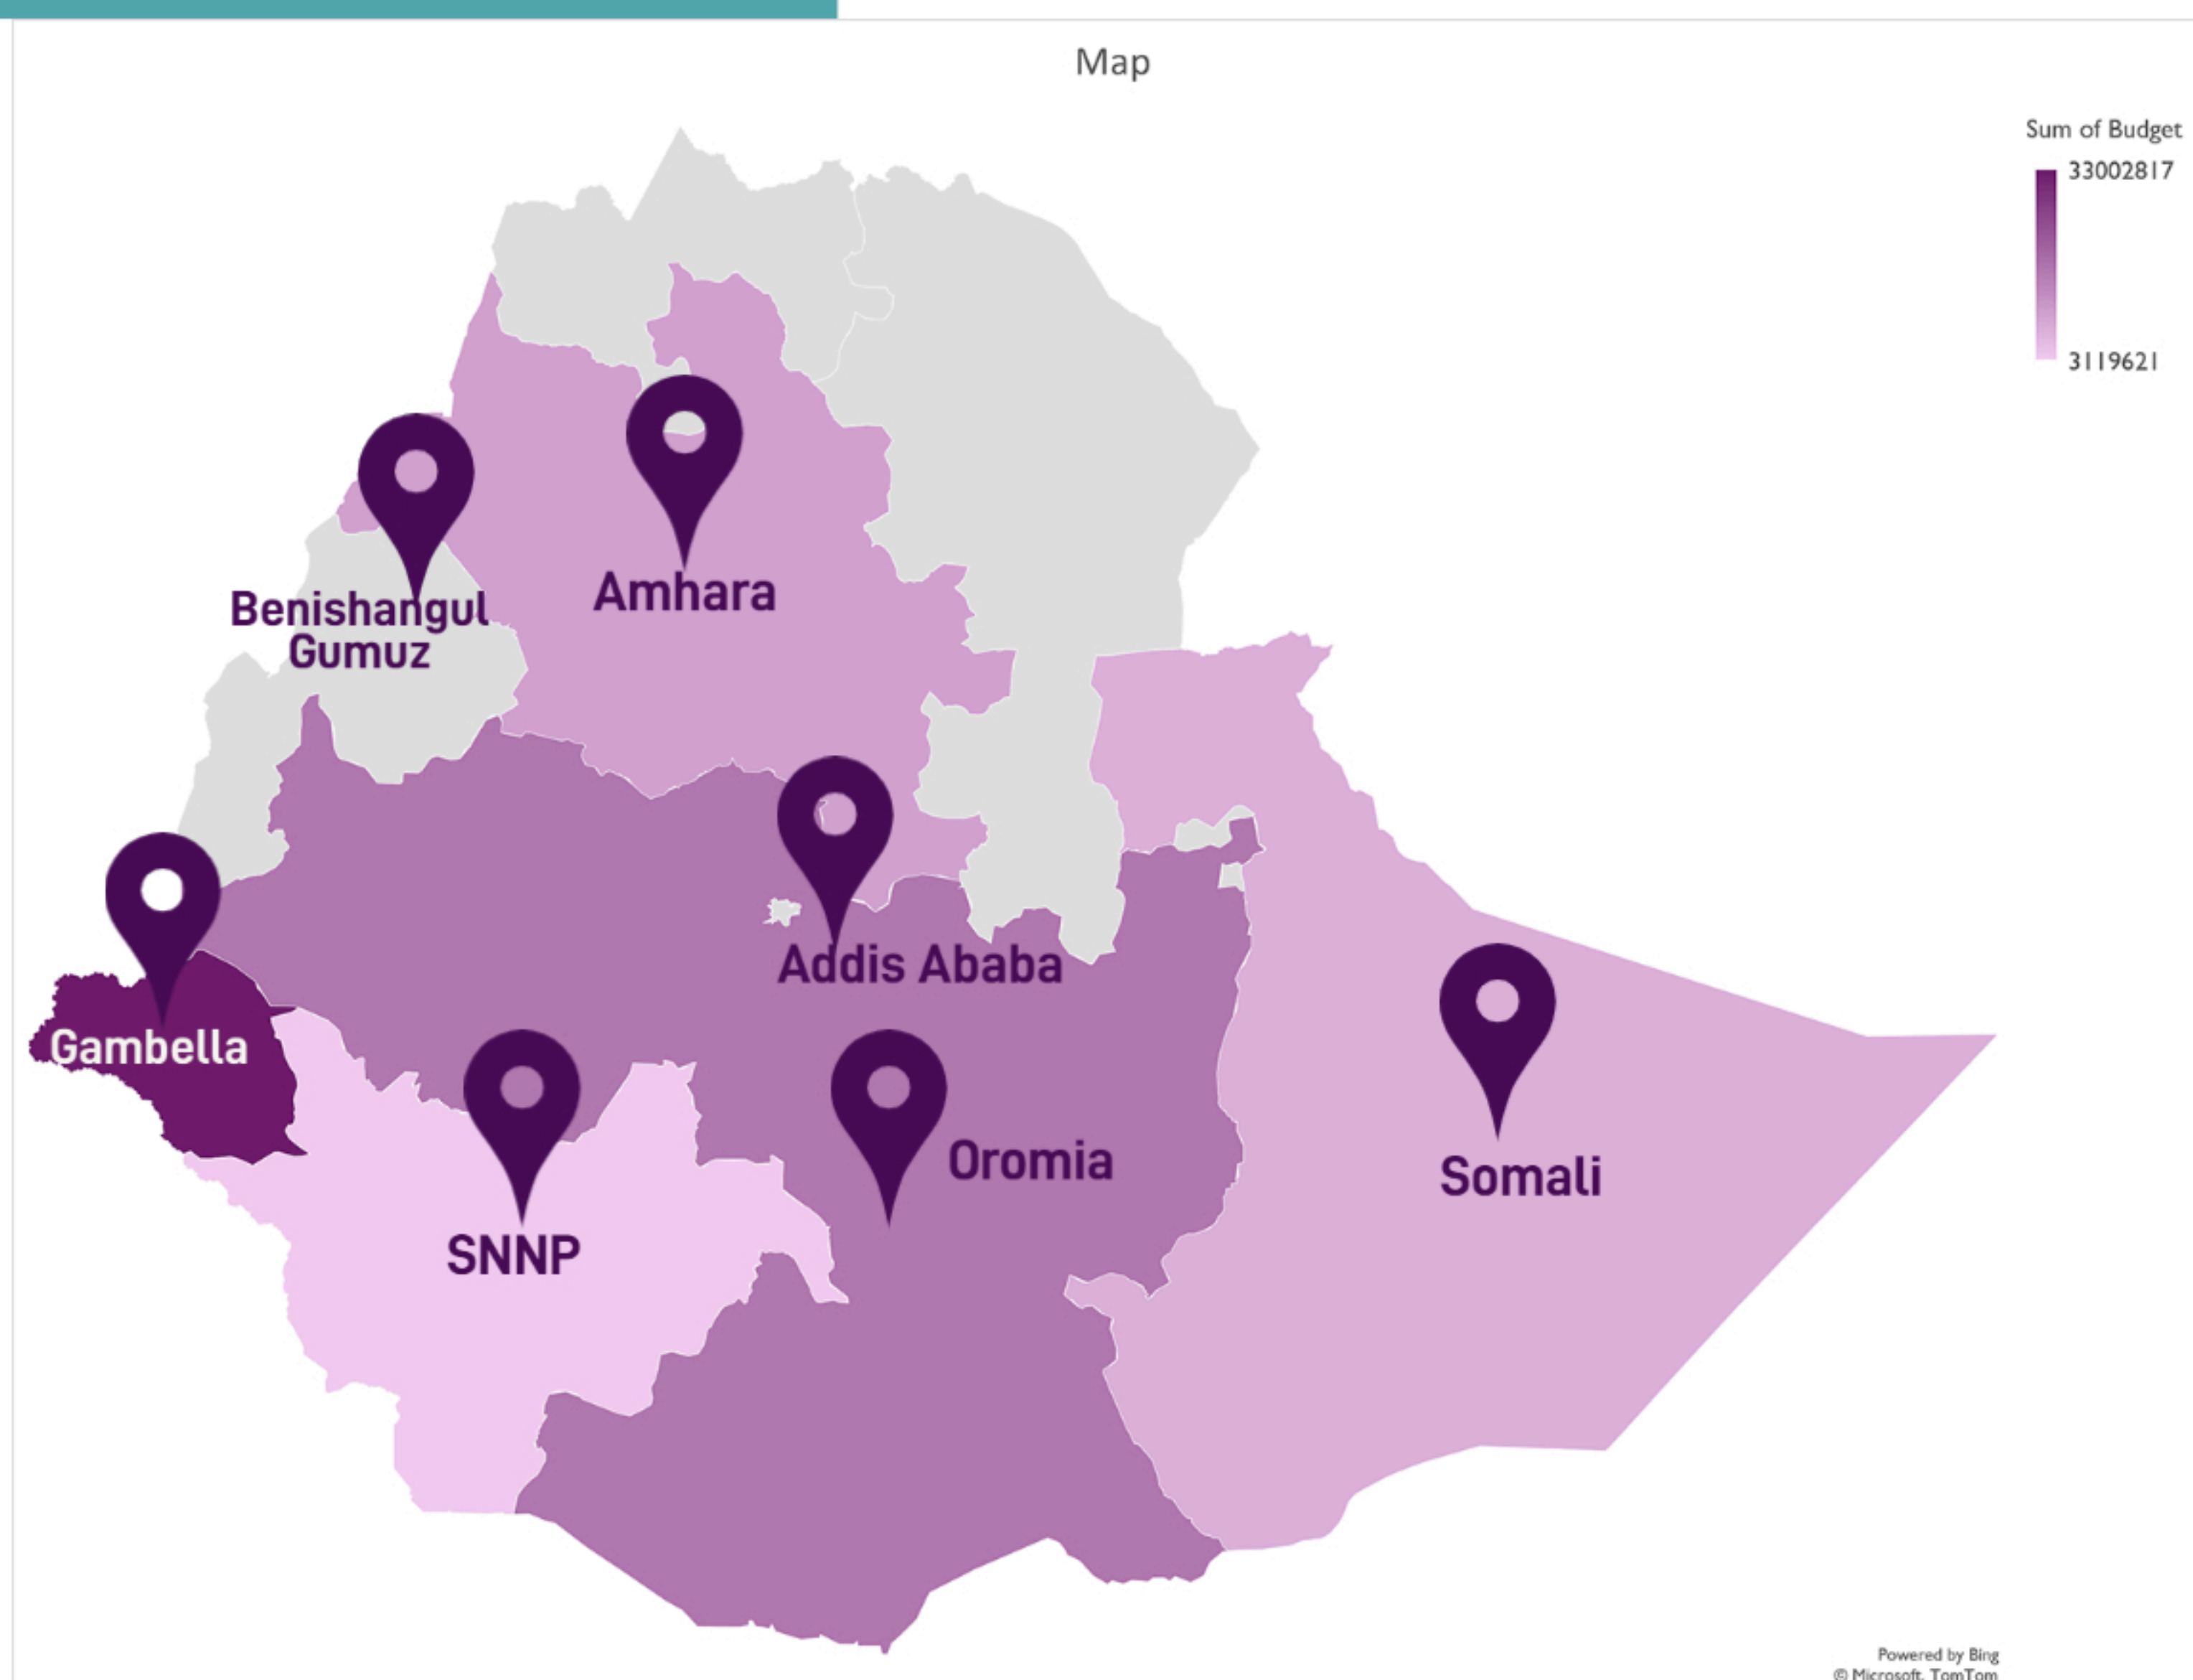 Map
Sum of Budget
33002817
3119621
Amhara
Benishangul
Gumuz
Addis Ababa
Gambella
Oromia
Somali
SNNP
Powered by Bing
© Microsoft, TomTom